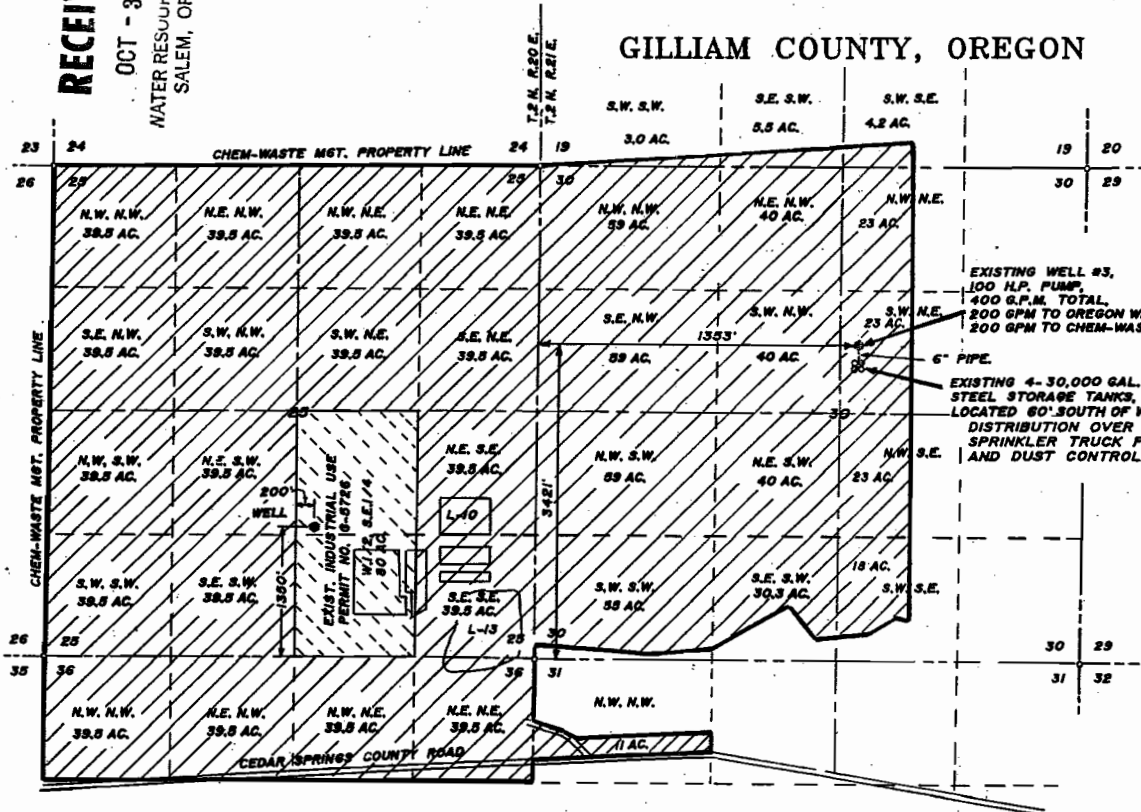 RECEI
OCT - 3
WATER RESOUR
SALEM, OR
GILLIAM COUNTY, OREGON
T.2 N. R.20 E.
T.2 N. R.21 E.
S.W. S.W.
3.0 AC.
S.E. S.W.
5.5 AC.
S.W. S.E.
4.2 AC.
23 24
CHEM-WASTE MGT. PROPERTY LINE
24 19
19 20
26 25
25 30
30 29
N.W. N.W.
39.5 AC.
N.E. N.W.
39.5 AC.
N.W. N.E.
39.5 AC.
N.E. N.E.
39.5 AC.
N.W. N.W.
59 AC.
N.E. N.W.
40 AC.
N.W. N.E.
23 AC.
CHEM-WASTE MGT. PROPERTY LINE
S.E. N.W.
39.5 AC.
S.W. N.W.
39.5 AC.
S.W. N.E.
39.5 AC.
S.E. N.E.
39.5 AC.
S.E. N.W.
59 AC.
1353'
S.W. N.W.
40 AC.
S.W. N.E.
23 AC.
EXISTING WELL #3,
100 H.P. PUMP,
400 G.P.M. TOTAL,
200 GPM TO OREGON W
200 GPM TO CHEM-WAS
6" PIPE.
EXISTING 4-30,000 GAL.
STEEL STORAGE TANKS,
LOCATED 60' SOUTH OF W
DISTRIBUTION OVER
SPRINKLER TRUCK F
AND DUST CONTROL
25
30
N.W. S.W.
39.5 AC.
N.E. S.W.
39.5 AC.
N.E. S.E.
39.5 AC.
N.W. S.W.
59 AC.
N.E. S.W.
40 AC.
N.W. S.E.
23 AC.
200'
WELL
1350'
EXIST. INDUSTRIAL USE
PERMIT NO. G-5726
W.1/2, S.E.1/4
80 AC.
L-10
3421'
S.W. S.W.
39.5 AC.
S.E. S.W.
39.5 AC.
S.E. S.E.
39.5 AC.
L-13
S.W. S.W.
55 AC.
S.E. S.W.
30.3 AC.
18 AC.
S.W. S.E.
26 25
25 30
30 29
35 36
36 31
31 32
N.W. N.W.
39.5 AC.
N.E. N.W.
39.5 AC.
N.W. N.E.
39.5 AC.
N.E. N.E.
39.5 AC.
N.W. N.W.
11 AC.
CEDAR SPRINGS COUNTY ROAD